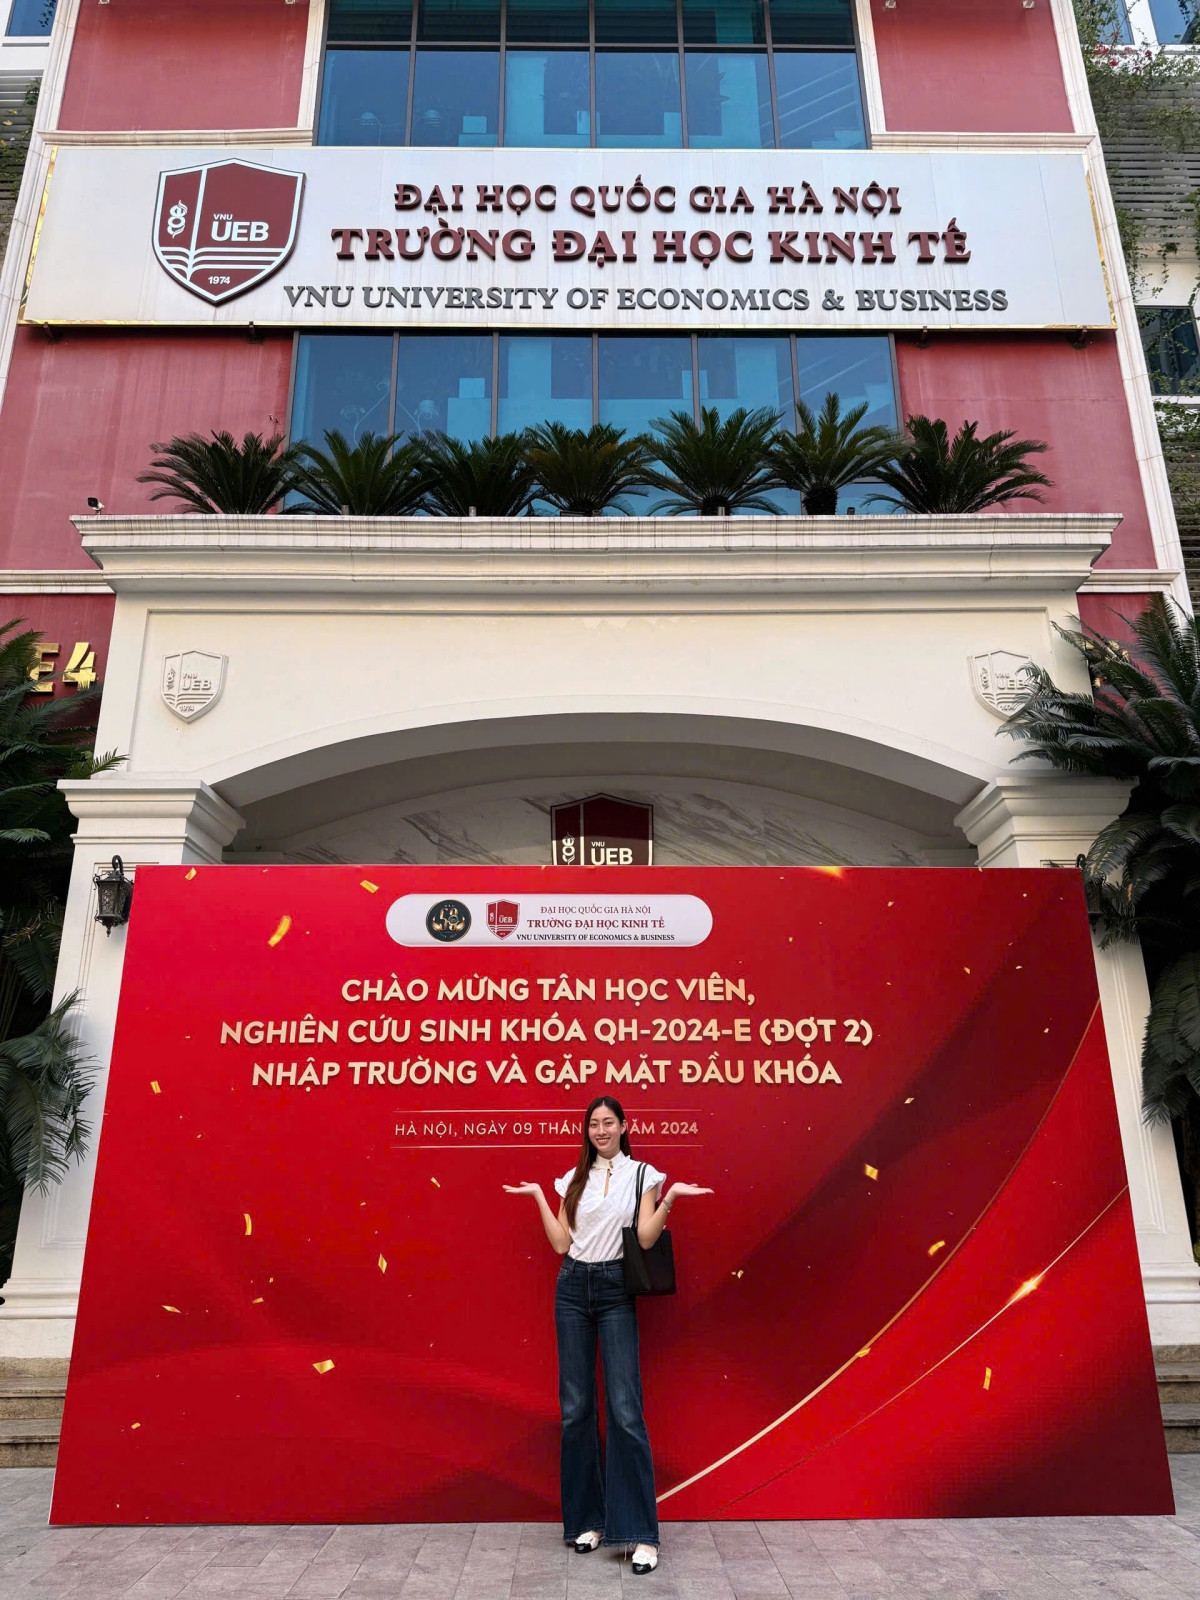 VNU
UEB
1974
ĐẠI HỌC QUỐC GIA HÀ NỘI
TRƯỜNG ĐẠI HỌC KINH TẾ
VNU UNIVERSITY OF ECONOMICS & BUSINESS
E4
VNU
UEB
1974
VNU
UEB
1974
VNU
UEB
UEB
ĐẠI HỌC QUỐC GIA HÀ NỘI
TRƯỜNG ĐẠI HỌC KINH TẾ
VNU UNIVERSITY OF ECONOMICS & BUSINESS
CHÀO MỪNG TÂN HỌC VIÊN,
NGHIÊN CỨU SINH KHÓA QH-2024-E (ĐỢT 2)
NHẬP TRƯỜNG VÀ GẶP MẶT ĐẦU KHÓA
HÀ NỘI, NGÀY 09 THÁN ĂM 2024